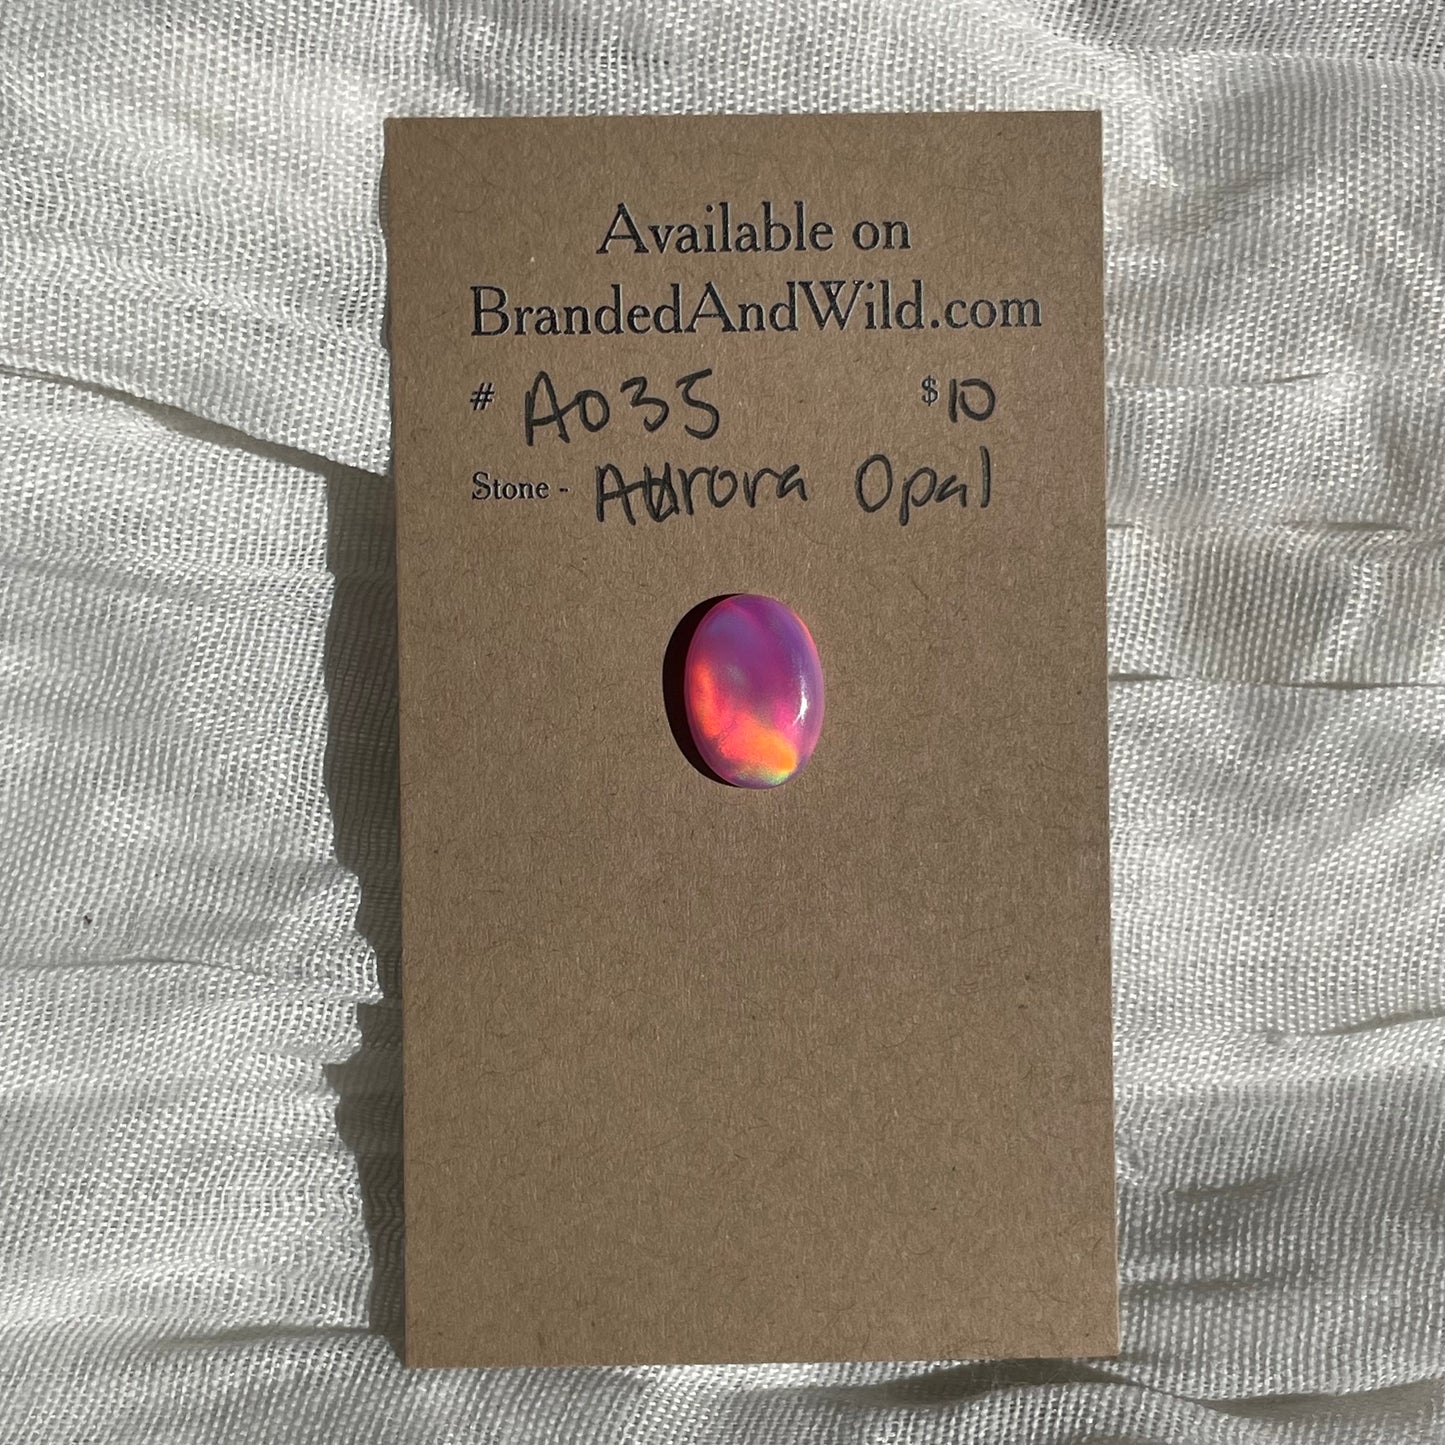 Available on
BrandedAndWild.com
# A035 $10
Stone - Aurora Opal